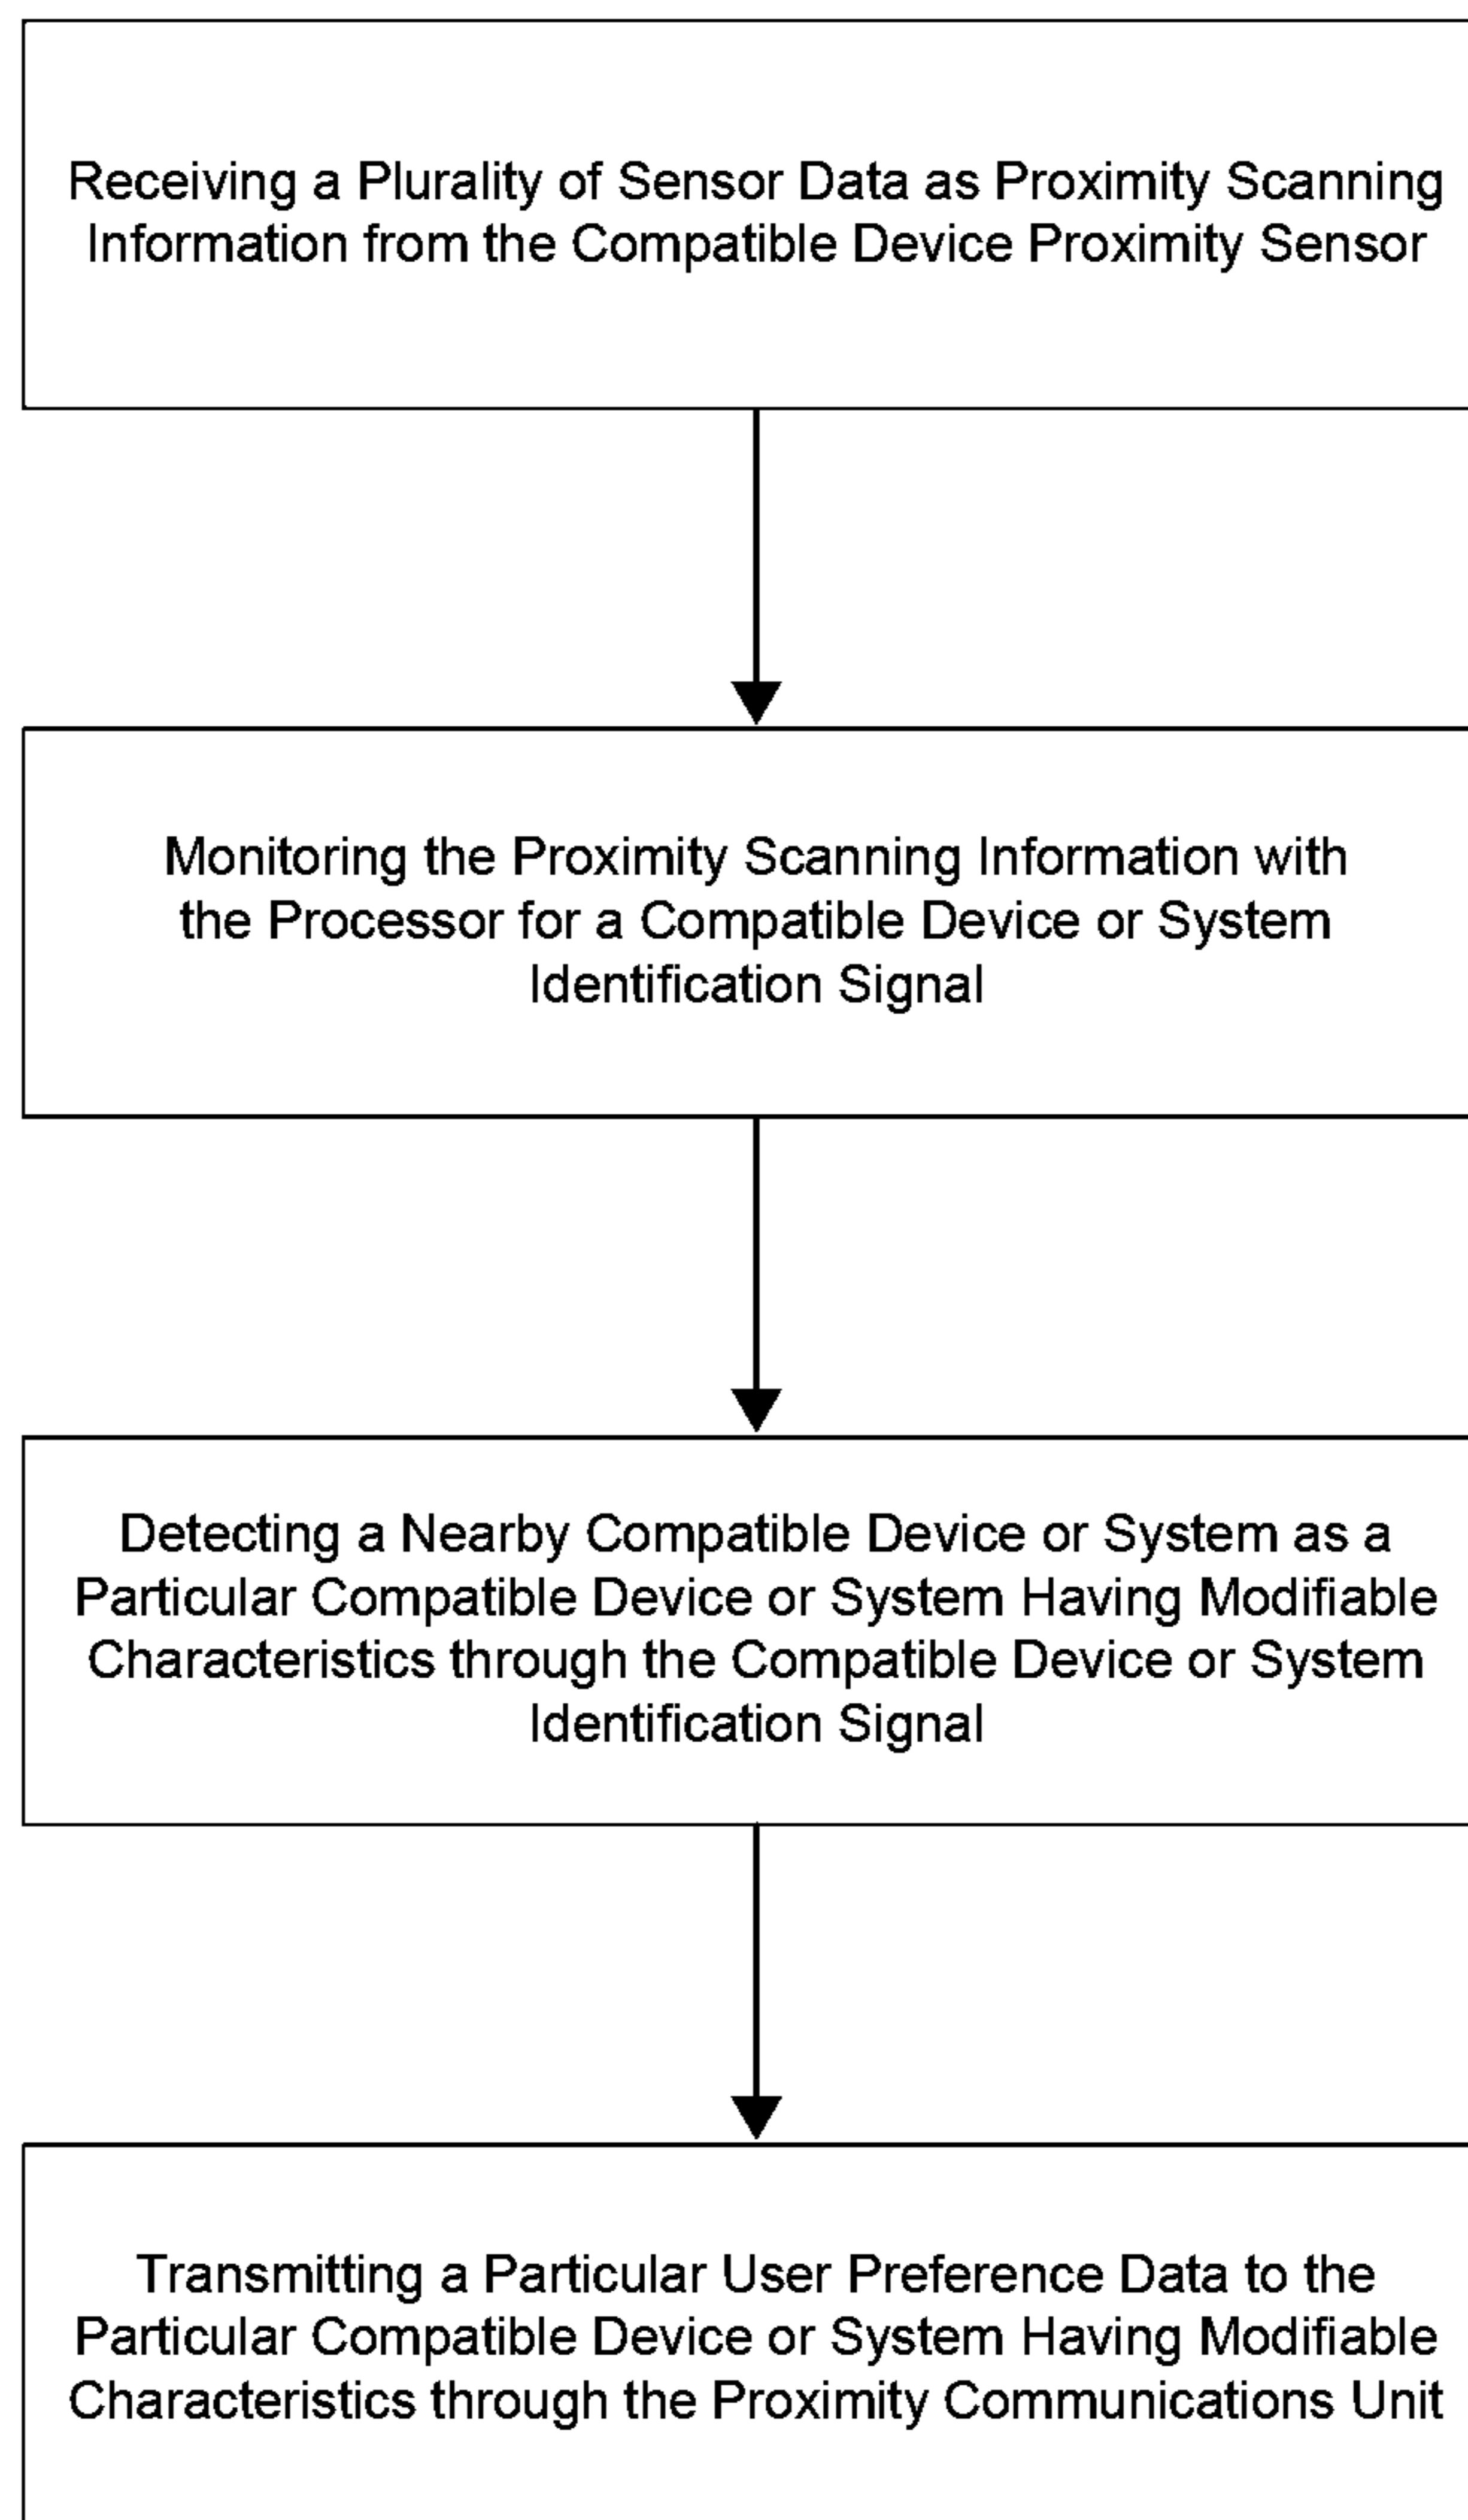 Receiving a Plurality of Sensor Data as Proximity Scanning
Information from the Compatible Device Proximity Sensor
Monitoring the Proximity Scanning Information with
the Processor for a Compatible Device or System
Identification Signal
Detecting a Nearby Compatible Device or System as a
Particular Compatible Device or System Having Modifiable
Characteristics through the Compatible Device or System
Identification Signal
Transmitting a Particular User Preference Data to the
Particular Compatible Device or System Having Modifiable
Characteristics through the Proximity Communications Unit